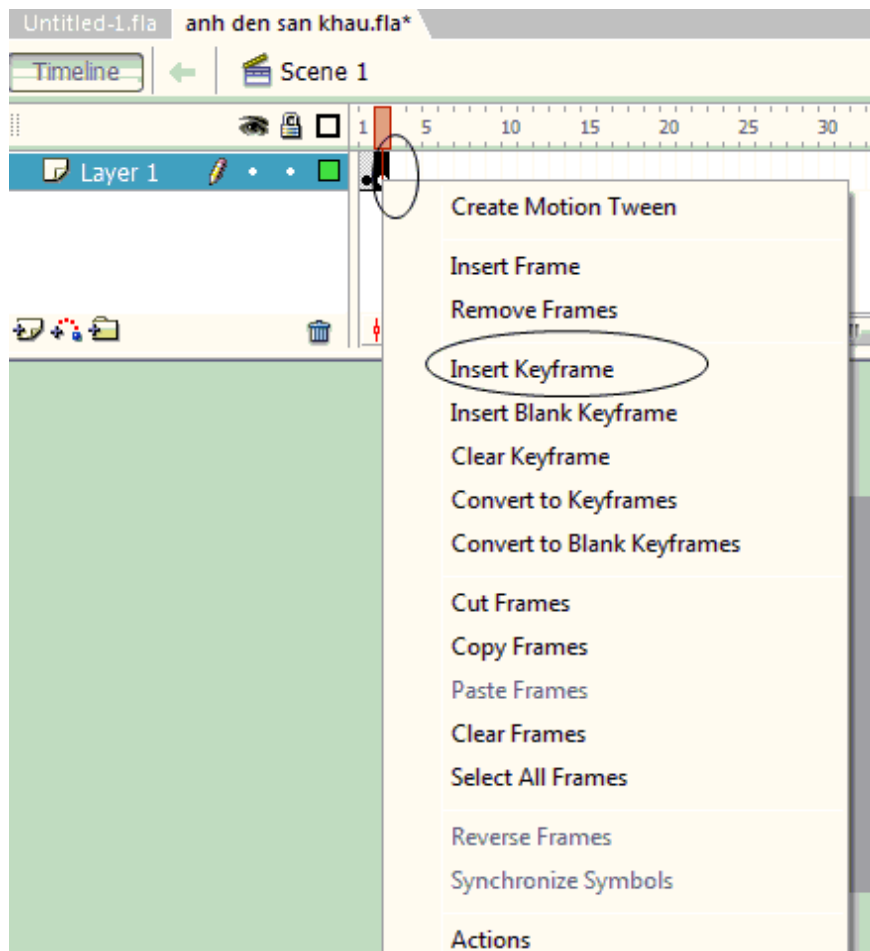 Untitled-1.fla anh den san khau.fla*
Timeline Scene 1
1 5 10 15 20 25 30
Layer 1
Create Motion Tween
Insert Frame
Remove Frames
Insert Keyframe
Insert Blank Keyframe
Clear Keyframe
Convert to Keyframes
Convert to Blank Keyframes
Cut Frames
Copy Frames
Paste Frames
Clear Frames
Select All Frames
Reverse Frames
Synchronize Symbols
Actions